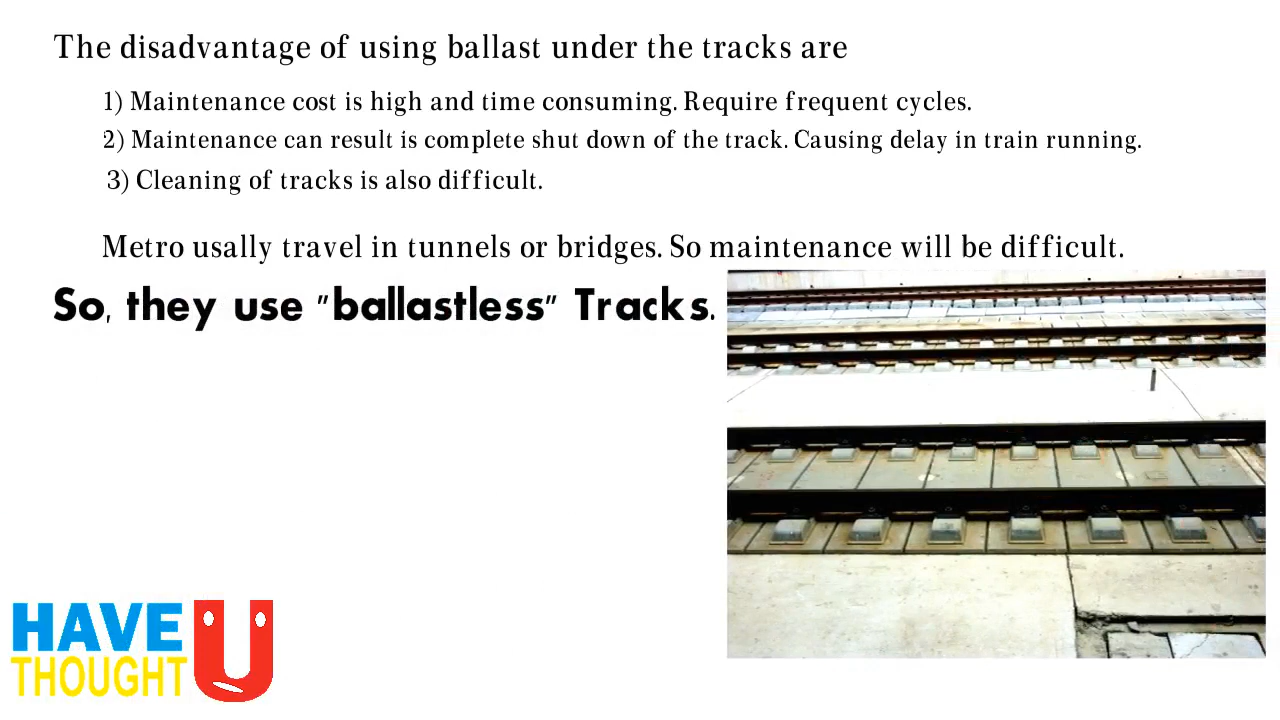 The disadvantage of using ballast under the tracks are
1) Maintenance cost is high and time consuming. Require frequent cycles.
2) Maintenance can result is complete shut down of the track. Causing delay in train running.
3) Cleaning of tracks is also difficult.
Metro usally travel in tunnels or bridges. So maintenance will be difficult.
So, they use "ballastless" Tracks.
HAVE U
THOUGHT